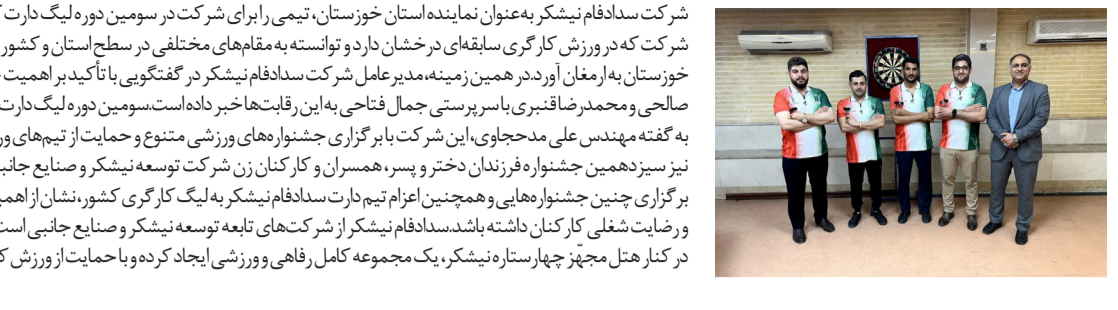 شرکت سدادفام نیشکر به‌عنوان نماینده استان خوزستان، تیمی را برای شرکت در سومین دوره لیگ دارت
شرکت که در ورزش کارگری سابقه‌ای درخشان دارد و توانسته به مقام‌های مختلفی در سطح استان و کشور
خوزستان به ارمغان آورد.در همین زمینه، مدیرعامل شرکت سدادفام نیشکر در گفتگویی با تأکید بر اهمیت
صالحی و محمدرضا قنبری با سرپرستی جمال فتاحی به این رقابت‌ها خبر داده است.سومین دوره لیگ دارت
به گفته مهندس علی مدحجاوی، این شرکت با برگزاری جشنواره‌های ورزشی متنوع و حمایت از تیم‌های ور
نیز سیزدهمین جشنواره فرزندان دختر و پسر، همسران و کارکنان زن شرکت توسعه نیشکر و صنایع جانب
برگزاری چنین جشنواره‌هایی و همچنین اعزام تیم دارت سدادفام نیشکر به لیگ کارگری کشور، نشان از اهم
و رضایت شغلی کارکنان داشته باشد.سدادفام نیشکر از شرکت‌های تابعه توسعه نیشکر و صنایع جانبی است
در کنار هتل مجهّز چهار ستاره نیشکر، یک مجموعه کامل رفاهی و ورزشی ایجاد کرده و با حمایت از ورزش ک